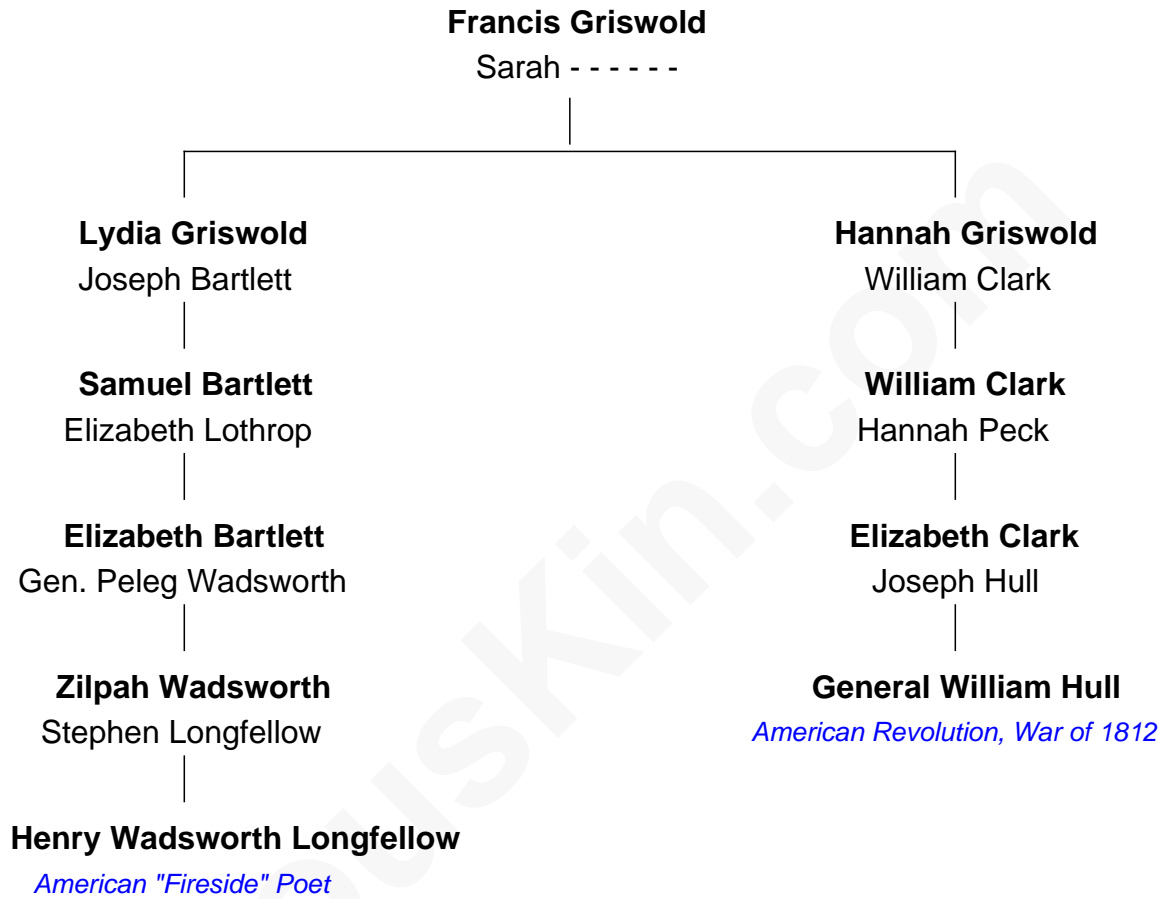 Francis Griswold
Sarah - - - - - -
Lydia Griswold
Joseph Bartlett
Hannah Griswold
William Clark
Samuel Bartlett
Elizabeth Lothrop
William Clark
Hannah Peck
Elizabeth Bartlett
Gen. Peleg Wadsworth
Elizabeth Clark
Joseph Hull
Zilpah Wadsworth
Stephen Longfellow
General William Hull
American Revolution, War of 1812
Henry Wadsworth Longfellow
American "Fireside" Poet
ousKin.com